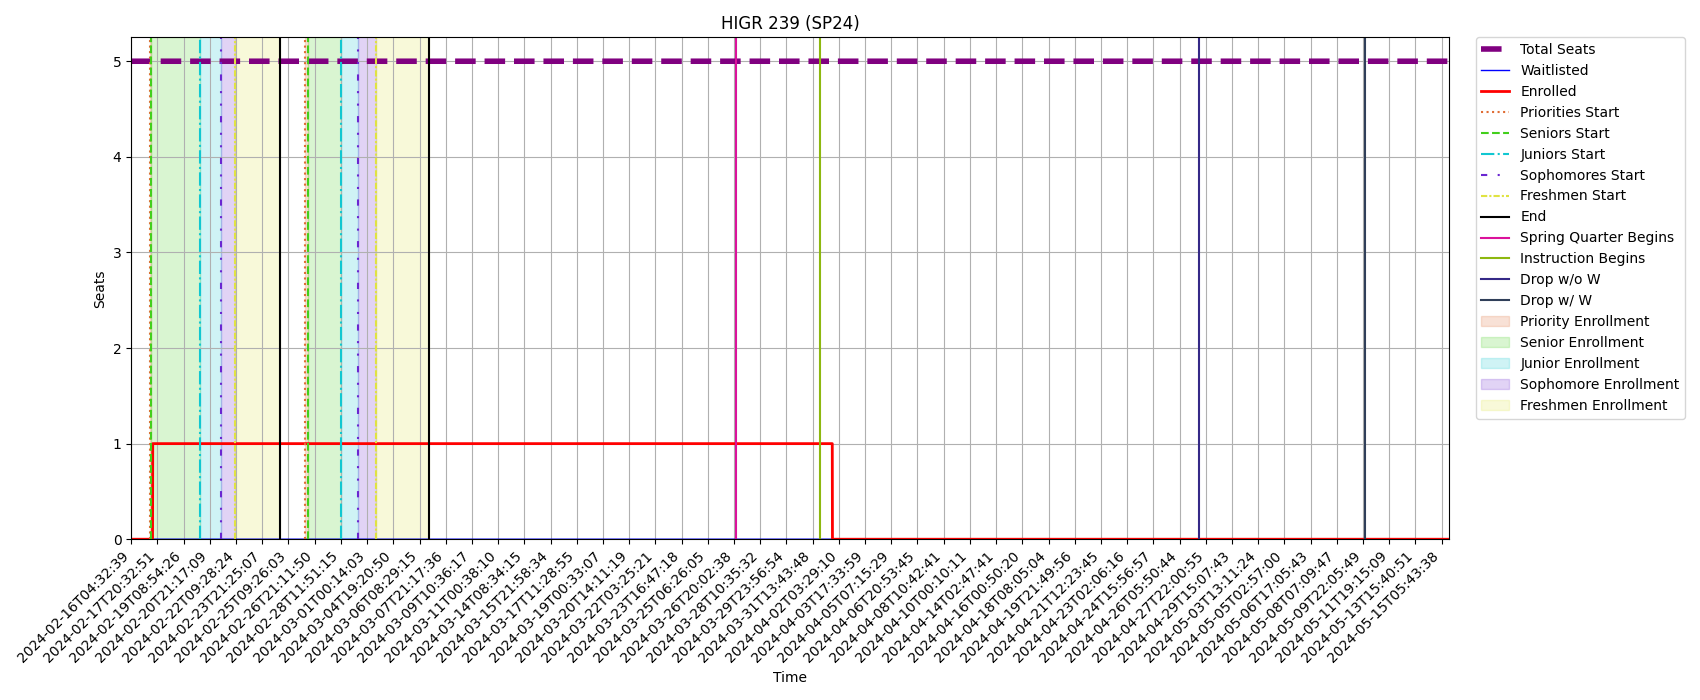 HIGR 239 (SP24)
Seats
5
4
3
2
1
0
2024-02-16T04:32:39
2024-02-17T20:32:51
2024-02-19T08:54:26
2024-02-20T21:17:09
2024-02-22T09:28:24
2024-02-23T21:25:07
2024-02-25T09:26:03
2024-02-26T21:11:50
2024-02-28T11:51:15
2024-03-01T00:14:03
2024-03-04T19:20:50
2024-03-06T08:29:15
2024-03-07T21:17:36
2024-03-09T10:36:17
2024-03-11T00:38:10
2024-03-14T08:34:15
2024-03-15T21:58:34
2024-03-17T11:28:55
2024-03-19T00:33:07
2024-03-20T14:11:19
2024-03-22T03:25:21
2024-03-23T16:47:18
2024-03-25T06:26:05
2024-03-26T20:02:38
2024-03-28T10:35:32
2024-03-29T23:56:54
2024-03-31T13:43:48
2024-04-02T03:29:10
2024-04-03T17:33:59
2024-04-05T07:15:29
2024-04-06T20:53:45
2024-04-08T10:42:41
2024-04-10T00:10:11
2024-04-14T02:47:41
2024-04-16T00:50:20
2024-04-18T08:05:04
2024-04-19T21:49:56
2024-04-21T12:23:45
2024-04-23T02:06:16
2024-04-24T15:56:57
2024-04-26T05:50:44
2024-04-27T22:00:55
2024-04-29T15:07:43
2024-05-03T13:11:24
2024-05-05T02:57:00
2024-05-06T17:05:43
2024-05-08T07:09:47
2024-05-09T22:05:49
2024-05-11T19:15:09
2024-05-13T15:40:51
2024-05-15T05:43:38
Time
Total Seats
Waitlisted
Enrolled
Priorities Start
Seniors Start
Juniors Start
Sophomores Start
Freshmen Start
End
Spring Quarter Begins
Instruction Begins
Drop w/o W
Drop w/ W
Priority Enrollment
Senior Enrollment
Junior Enrollment
Sophomore Enrollment
Freshmen Enrollment